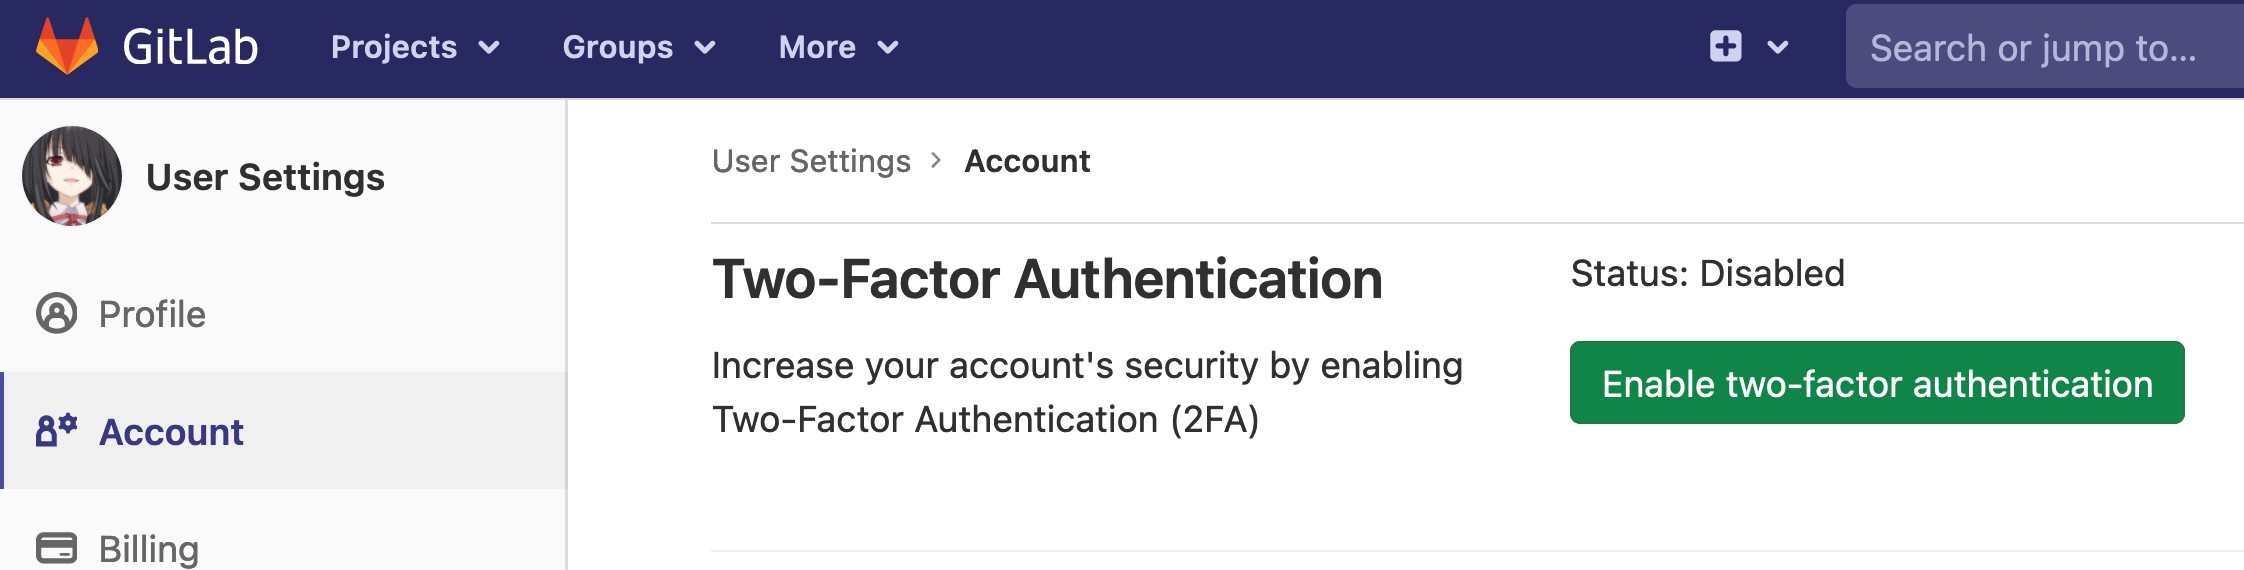 GitLab Projects Groups More Search or jump to...
User Settings
Profile
Account
Billing
User Settings > Account
Two-Factor Authentication
Increase your account's security by enabling
Two-Factor Authentication (2FA)
Status: Disabled
Enable two-factor authentication